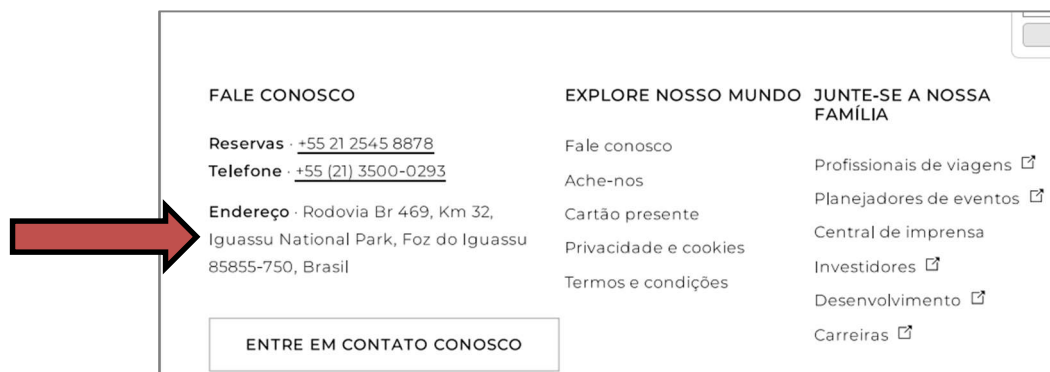 FALE CONOSCO
Reservas · +55 21 2545 8878
Telefone · +55 (21) 3500-0293
Endereço · Rodovia Br 469, Km 32,
Iguassu National Park, Foz do Iguassu
85855-750, Brasil
ENTRE EM CONTATO CONOSCO
EXPLORE NOSSO MUNDO
Fale conosco
Ache-nos
Cartão presente
Privacidade e cookies
Termos e condições
JUNTE-SE A NOSSA
FAMÍLIA
Profissionais de viagens
Planejadores de eventos
Central de imprensa
Investidores
Desenvolvimento
Carreiras